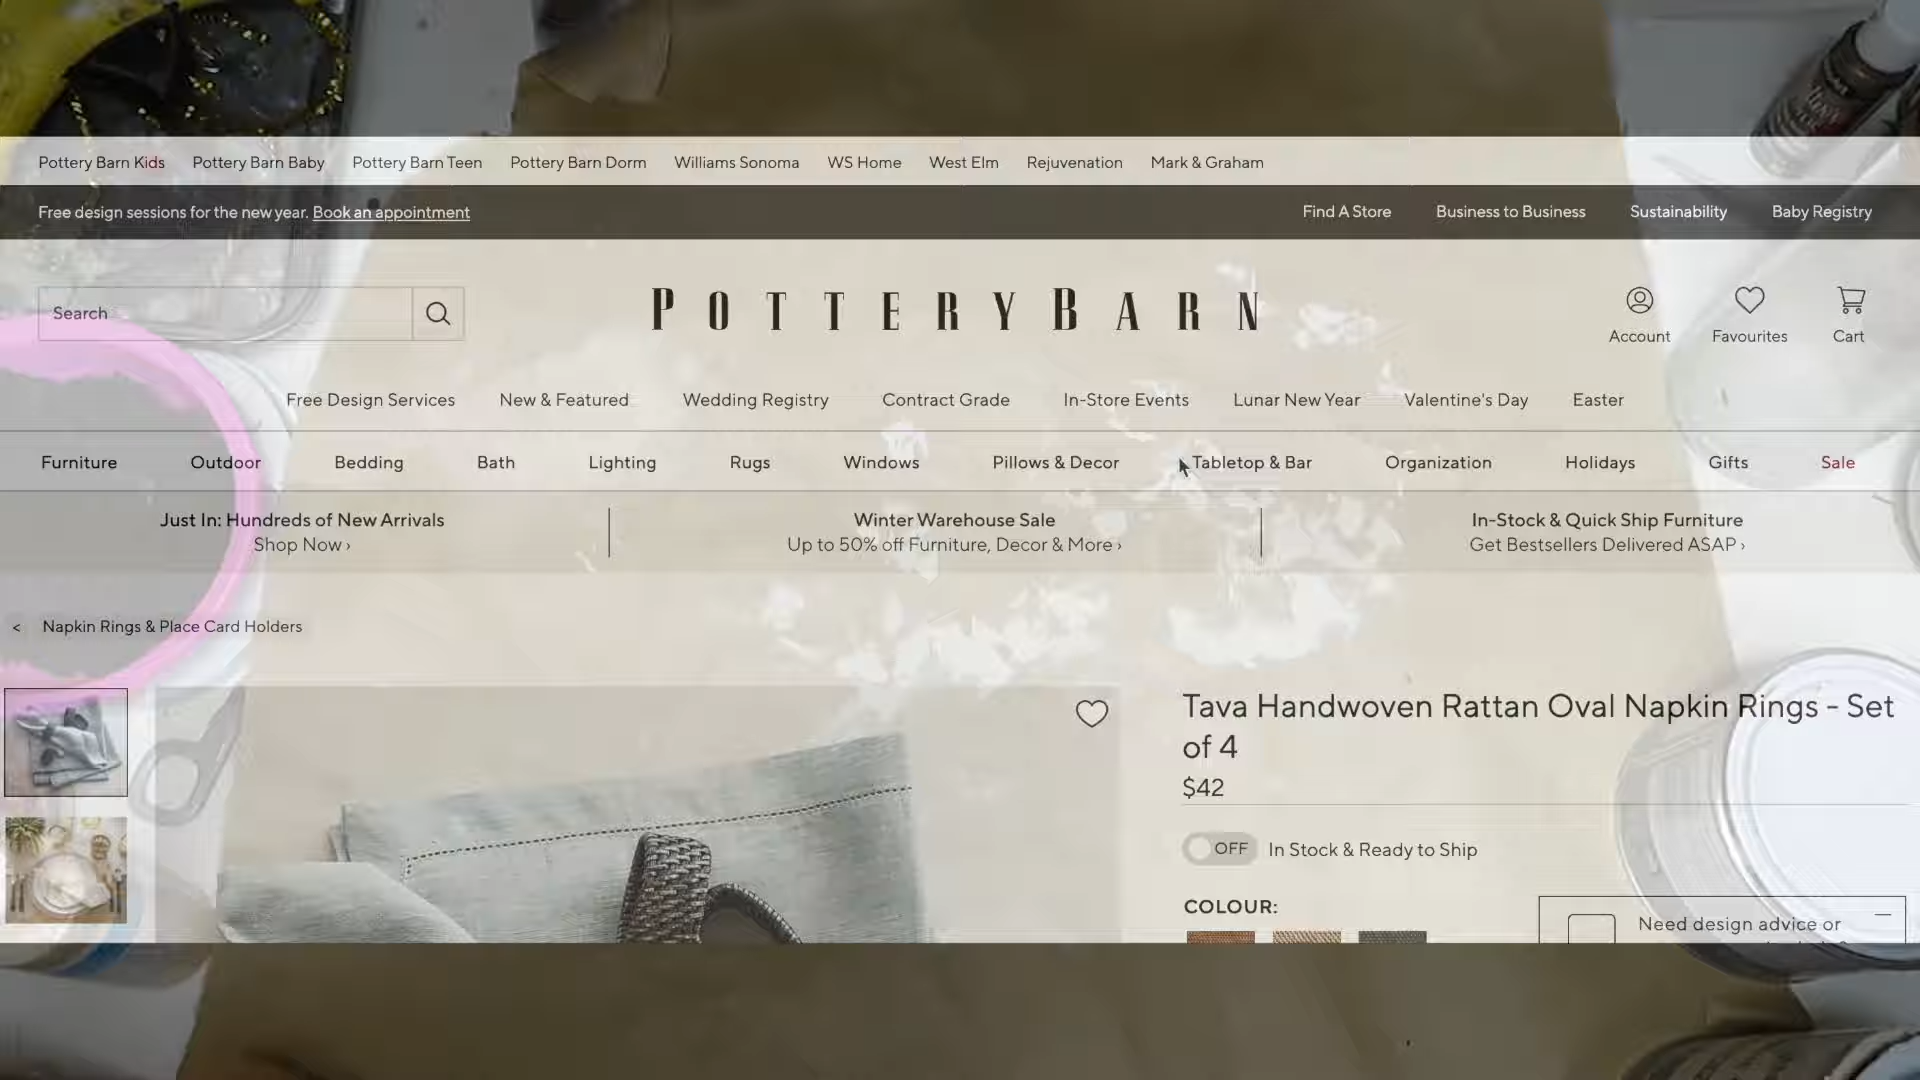 Pottery Barn Kids Pottery Barn Baby Pottery Barn Teen Pottery Barn Dorm Williams Sonoma WS Home West Elm Rejuvenation Mark & Graham
Free design sessions for the new year. Book an appointment Find A Store Business to Business Sustainability Baby Registry
Search
POTTERY BARN
Account Favourites Cart
Free Design Services New & Featured Wedding Registry Contract Grade In-Store Events Lunar New Year Valentine's Day Easter
Furniture Outdoor Bedding Bath Lighting Rugs Windows Pillows & Decor Tabletop & Bar Organization Holidays Gifts Sale
Just In: Hundreds of New Arrivals
Shop Now ›
Winter Warehouse Sale
Up to 50% off Furniture, Decor & More ›
In-Stock & Quick Ship Furniture
Get Bestsellers Delivered ASAP ›
< Napkin Rings & Place Card Holders
Tava Handwoven Rattan Oval Napkin Rings - Set
of 4
$42
OFF In Stock & Ready to Ship
COLOUR:
Need design advice or